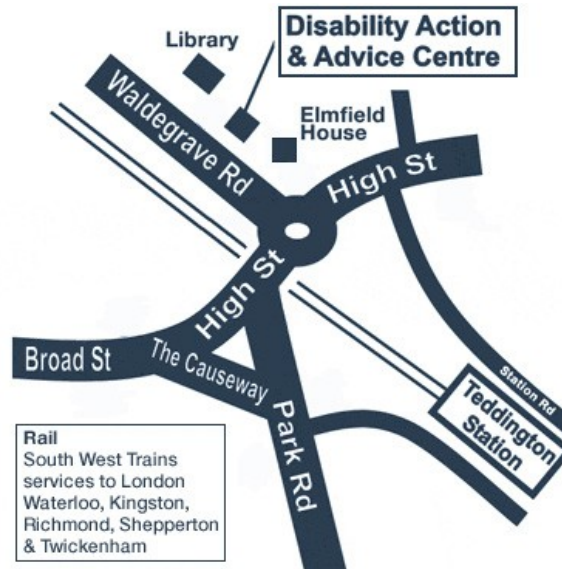 Library
Disability Action
& Advice Centre
Waldegrave Rd
Elmfield
House
High St
High St
Broad St
The Causeway
Park Rd
Station Rd
Teddington
Station
Rail
South West Trains
services to London
Waterloo, Kingston,
Richmond, Shepperton
& Twickenham